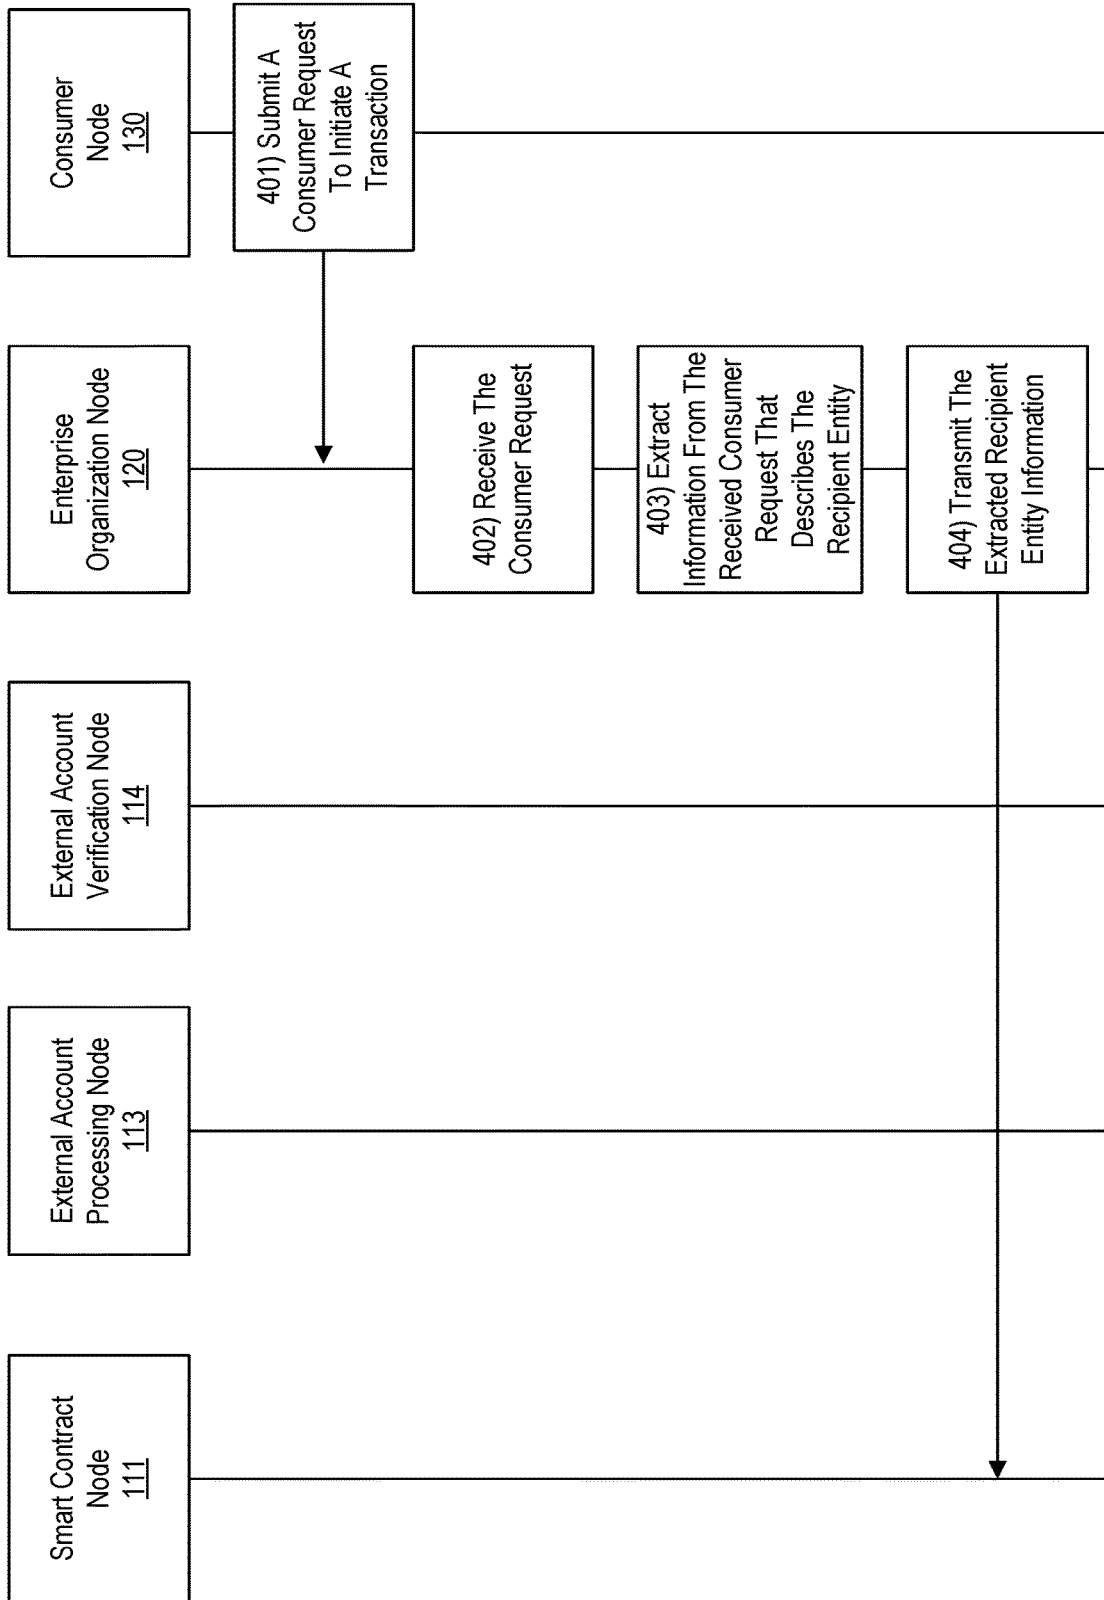 Smart Contract
Node
111
External Account
Processing Node
113
External Account
Verification Node
114
Enterprise
Organization Node
120
Consumer
Node
130
401) Submit A
Consumer Request
To Initiate A
Transaction
402) Receive The
Consumer Request
403) Extract
Information From The
Received Consumer
Request That
Describes The
Recipient Entity
404) Transmit The
Extracted Recipient
Entity Information